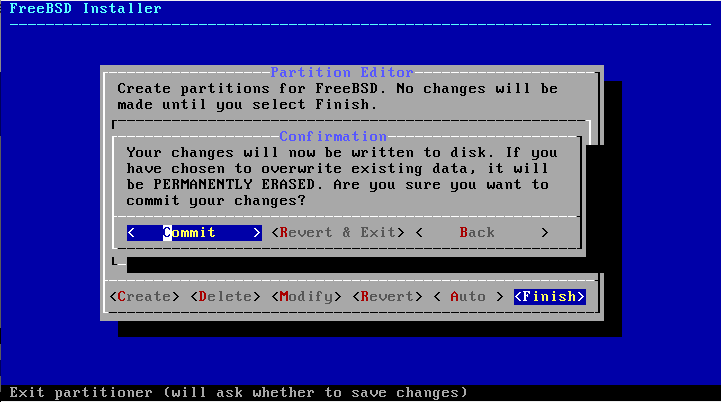 FreeBSD Installer
Partition Editor
Create partitions for FreeBSD. No changes will be
made until you select Finish.
Confirmation
Your changes will now be written to disk. If you
have chosen to overwrite existing data, it will
be PERMANENTLY ERASED. Are you sure you want to
commit your changes?
< Commit > <Revert & Exit> < Back >
<Create> <Delete> <Modify> <Revert> < Auto > <Finish>
Exit partitioner (will ask whether to save changes)